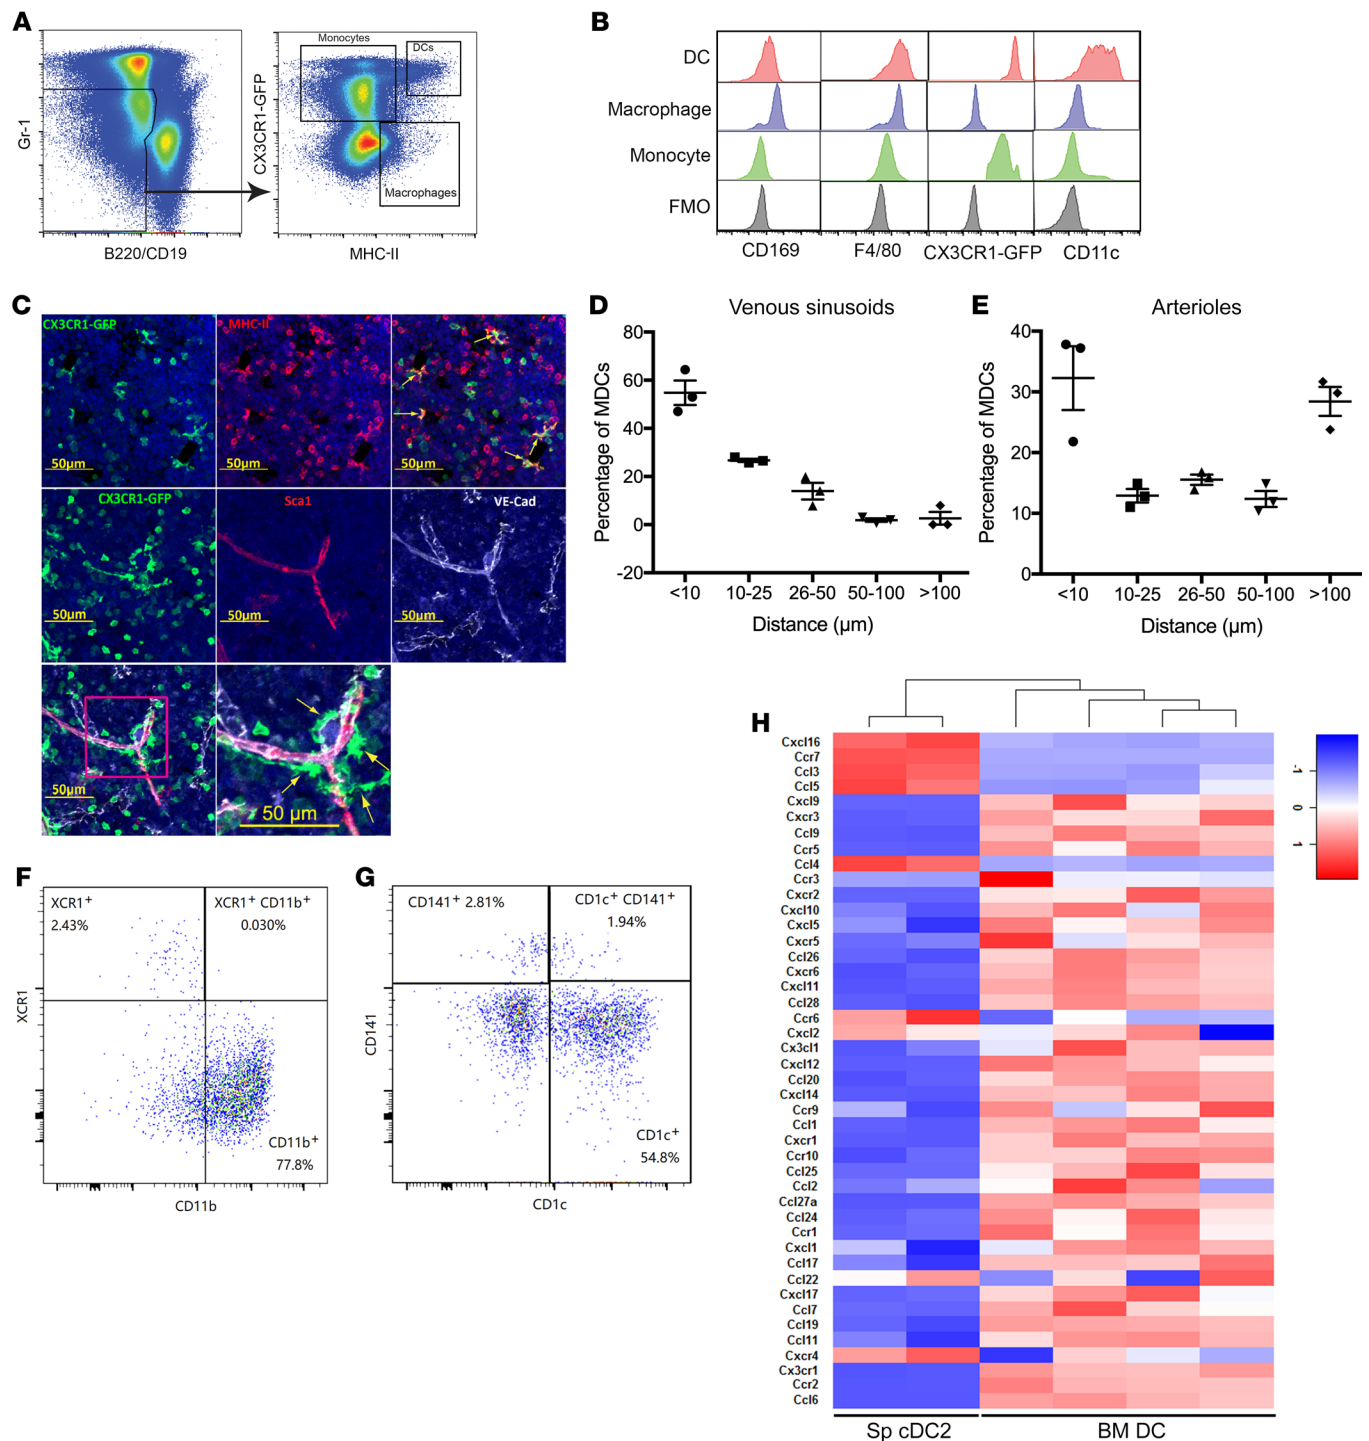 A
Gr-1
B220/CD19
CX3CR1-GFP
Monocytes
DCs
Macrophages
MHC-II
B
DC
Macrophage
Monocyte
FMO
CD169
F4/80
CX3CR1-GFP
CD11c
C
CX3CR1-GFP
MHC-II
50µm
50µm
50µm
CX3CR1-GFP
Sca1
VE-Cad
50µm
50µm
50µm
50µm
50 µm
D
Venous sinusoids
Percentage of MDCs
80
60
40
20
0
-20
<10
10-25
26-50
50-100
>100
Distance (µm)
E
Arterioles
Percentage of MDCs
40
30
20
10
0
<10
10-25
26-50
50-100
>100
Distance (µm)
F
XCR1+
2.43%
XCR1+ CD11b+
0.030%
CD11b+
77.8%
XCR1
CD11b
G
CD141+ 2.81%
CD1c+ CD141+
1.94%
CD1c+
54.8%
CD141
CD1c
H
Cxcl16
Ccr7
Ccl3
Ccl5
Cxcl9
Cxcr3
Ccl9
Ccr5
Ccl4
Ccr3
Cxcr2
Cxcl10
Cxcl5
Cxcr5
Ccl26
Cxcr6
Cxcl11
Ccl28
Ccr6
Cxcl2
Cx3cl1
Cxcl12
Ccl20
Cxcl14
Ccr9
Ccl1
Cxcr1
Ccr10
Ccl25
Ccl2
Ccl27a
Ccl24
Ccr1
Cxcl1
Ccl17
Ccl22
Cxcl17
Ccl7
Ccl19
Ccl11
Cxcr4
Cx3cr1
Ccr2
Ccl6
Sp cDC2
BM DC
-1
0
1